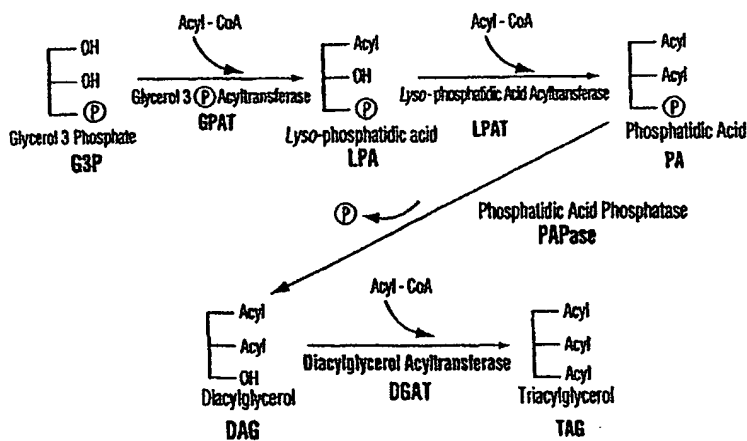 Acyl - CoA
Acyl - CoA
OH
OH
P
Glycerol 3 Phosphate
G3P
Glycerol 3 P Acyltransferase
GPAT
Acyl
OH
P
Lyso-phosphatidic acid
LPA
Lyso-phosphatidic Acid Acyltransferase
LPAT
Acyl
Acyl
P
Phosphatidic Acid
PA
P
Phosphatidic Acid Phosphatase
PAPase
Acyl - CoA
Acyl
Acyl
OH
Diacylglycerol
DAG
Diacylglycerol Acyltransferase
DGAT
Acyl
Acyl
Acyl
Triacylglycerol
TAG